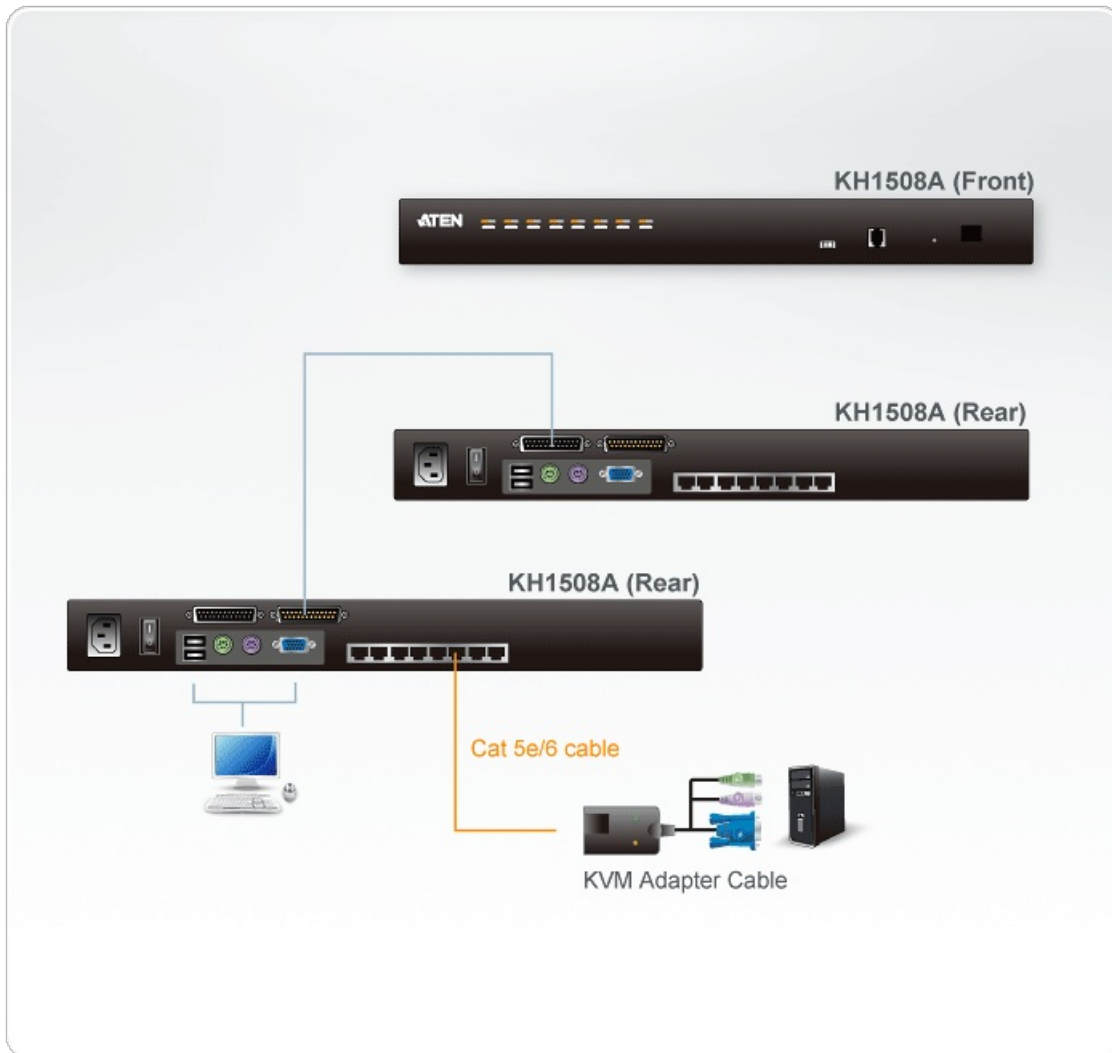 KH1508A (Front)
ATEN
KH1508A (Rear)
KH1508A (Rear)
Cat 5e/6 cable
KVM Adapter Cable